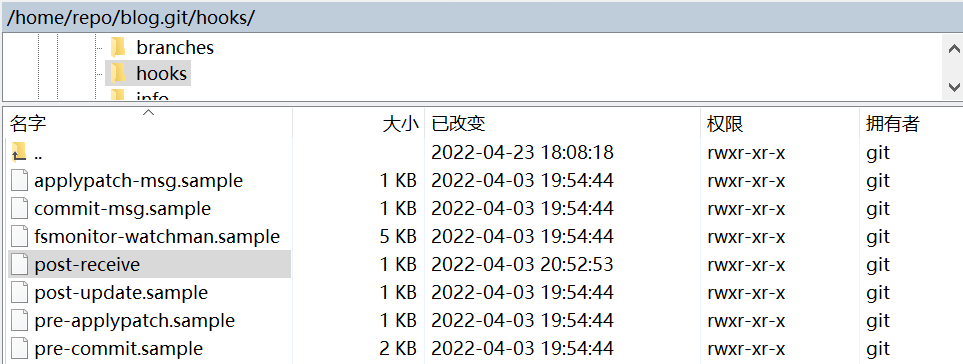 /home/repo/blog.git/hooks/
branches
hooks
info
名字 大小 已改变 权限 拥有者
.. 2022-04-23 18:08:18 rwxr-xr-x git
applypatch-msg.sample 1 KB 2022-04-03 19:54:44 rwxr-xr-x git
commit-msg.sample 1 KB 2022-04-03 19:54:44 rwxr-xr-x git
fsmonitor-watchman.sample 5 KB 2022-04-03 19:54:44 rwxr-xr-x git
post-receive 1 KB 2022-04-03 20:52:53 rwxr-xr-x git
post-update.sample 1 KB 2022-04-03 19:54:44 rwxr-xr-x git
pre-applypatch.sample 1 KB 2022-04-03 19:54:44 rwxr-xr-x git
pre-commit.sample 2 KB 2022-04-03 19:54:44 rwxr-xr-x git